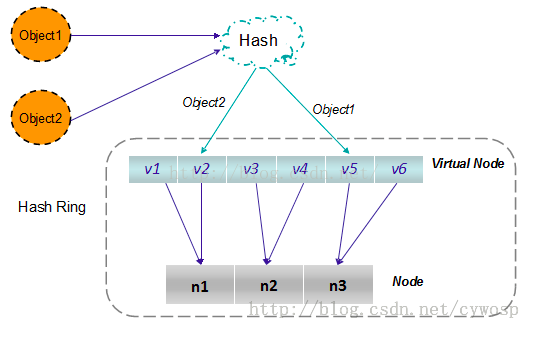 Object1
Hash
Object2
Object2
Object1
v1 v2 v3 v4 v5 v6
Virtual Node
Hash Ring
n1 n2 n3
Node
http://blog.csdn.net/cywosp